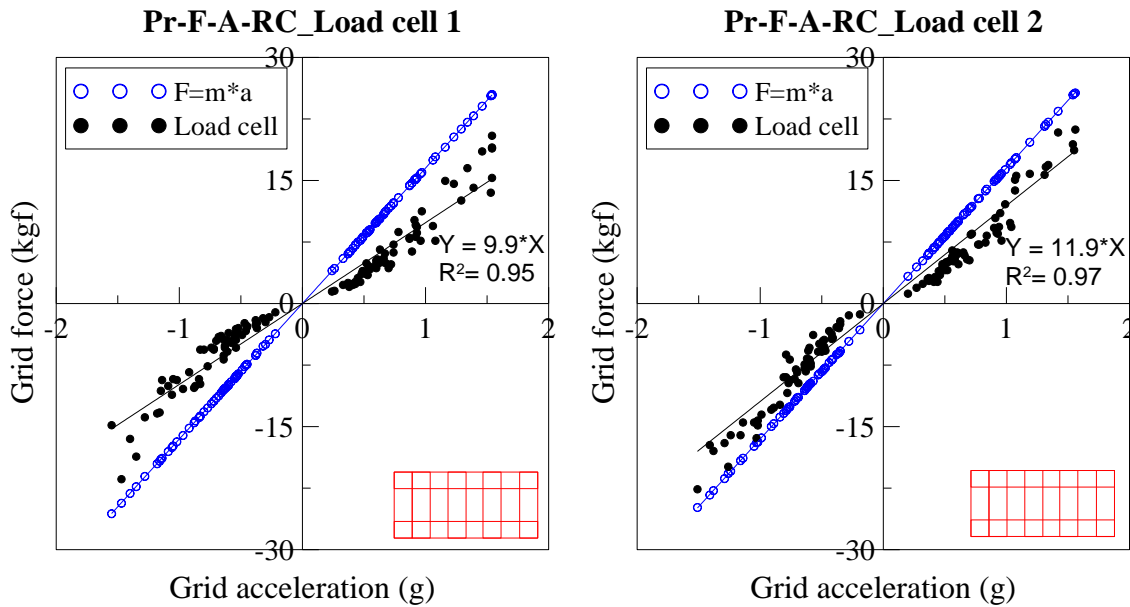 Pr-F-A-RC_Load cell 1
30
F=m*a
Load cell
15
Y = 9.9*X
R²= 0.95
0
-2
-1
0
1
2
-15
-30
Grid force (kgf)
Grid acceleration (g)
Pr-F-A-RC_Load cell 2
30
F=m*a
Load cell
15
Y = 11.9*X
R²= 0.97
0
-2
-1
0
1
2
-15
-30
Grid force (kgf)
Grid acceleration (g)